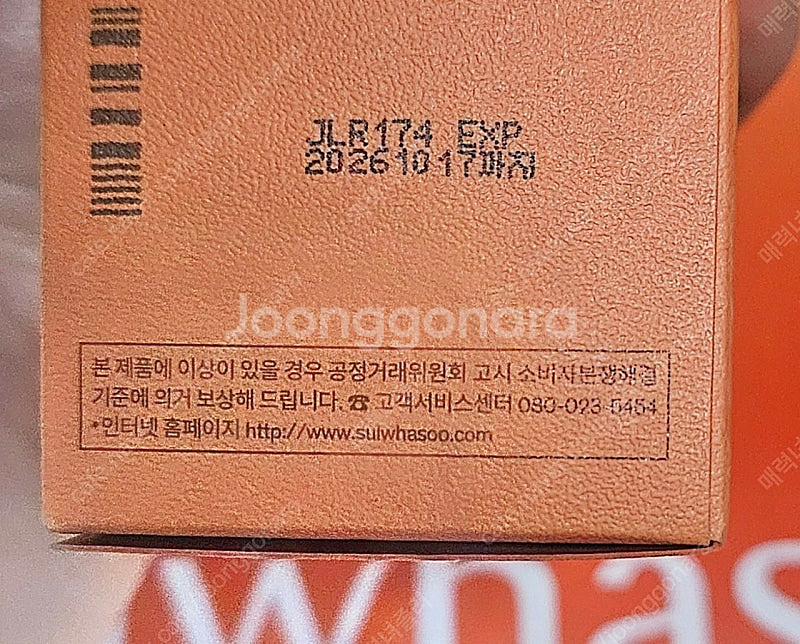 JLR174 EXP
20261017까지
Joonggonara
본 제품에 이상이 있을 경우 공정거래위원회 고시 소비자분쟁해결
기준에 의거 보상해 드립니다. ☎고객서비스센터 080-023-5454
*인터넷 홈페이지 http://www.sulwhasoo.com
whas